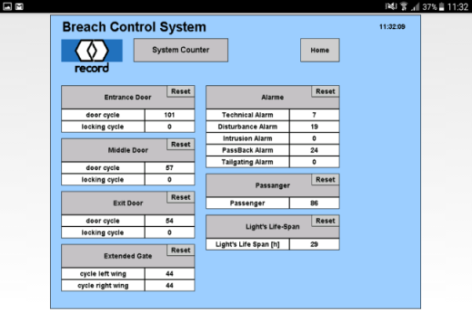 37% 11:32
Breach Control System
11:32:09
record
System Counter
Home
Entrance Door
Reset
door cycle 101
locking cycle 0
Middle Door
Reset
door cycle 57
locking cycle 0
Exit Door
Reset
door cycle 54
locking cycle 0
Extended Gate
Reset
cycle left wing 44
cycle right wing 44
Alarme
Reset
Technical Alarm 7
Disturbance Alarm 19
Intrusion Alarm 0
PassBack Alarm 24
Tailgating Alarm 0
Passanger
Reset
Passenger 86
Light's Life-Span
Reset
Light's Life Span [h] 29